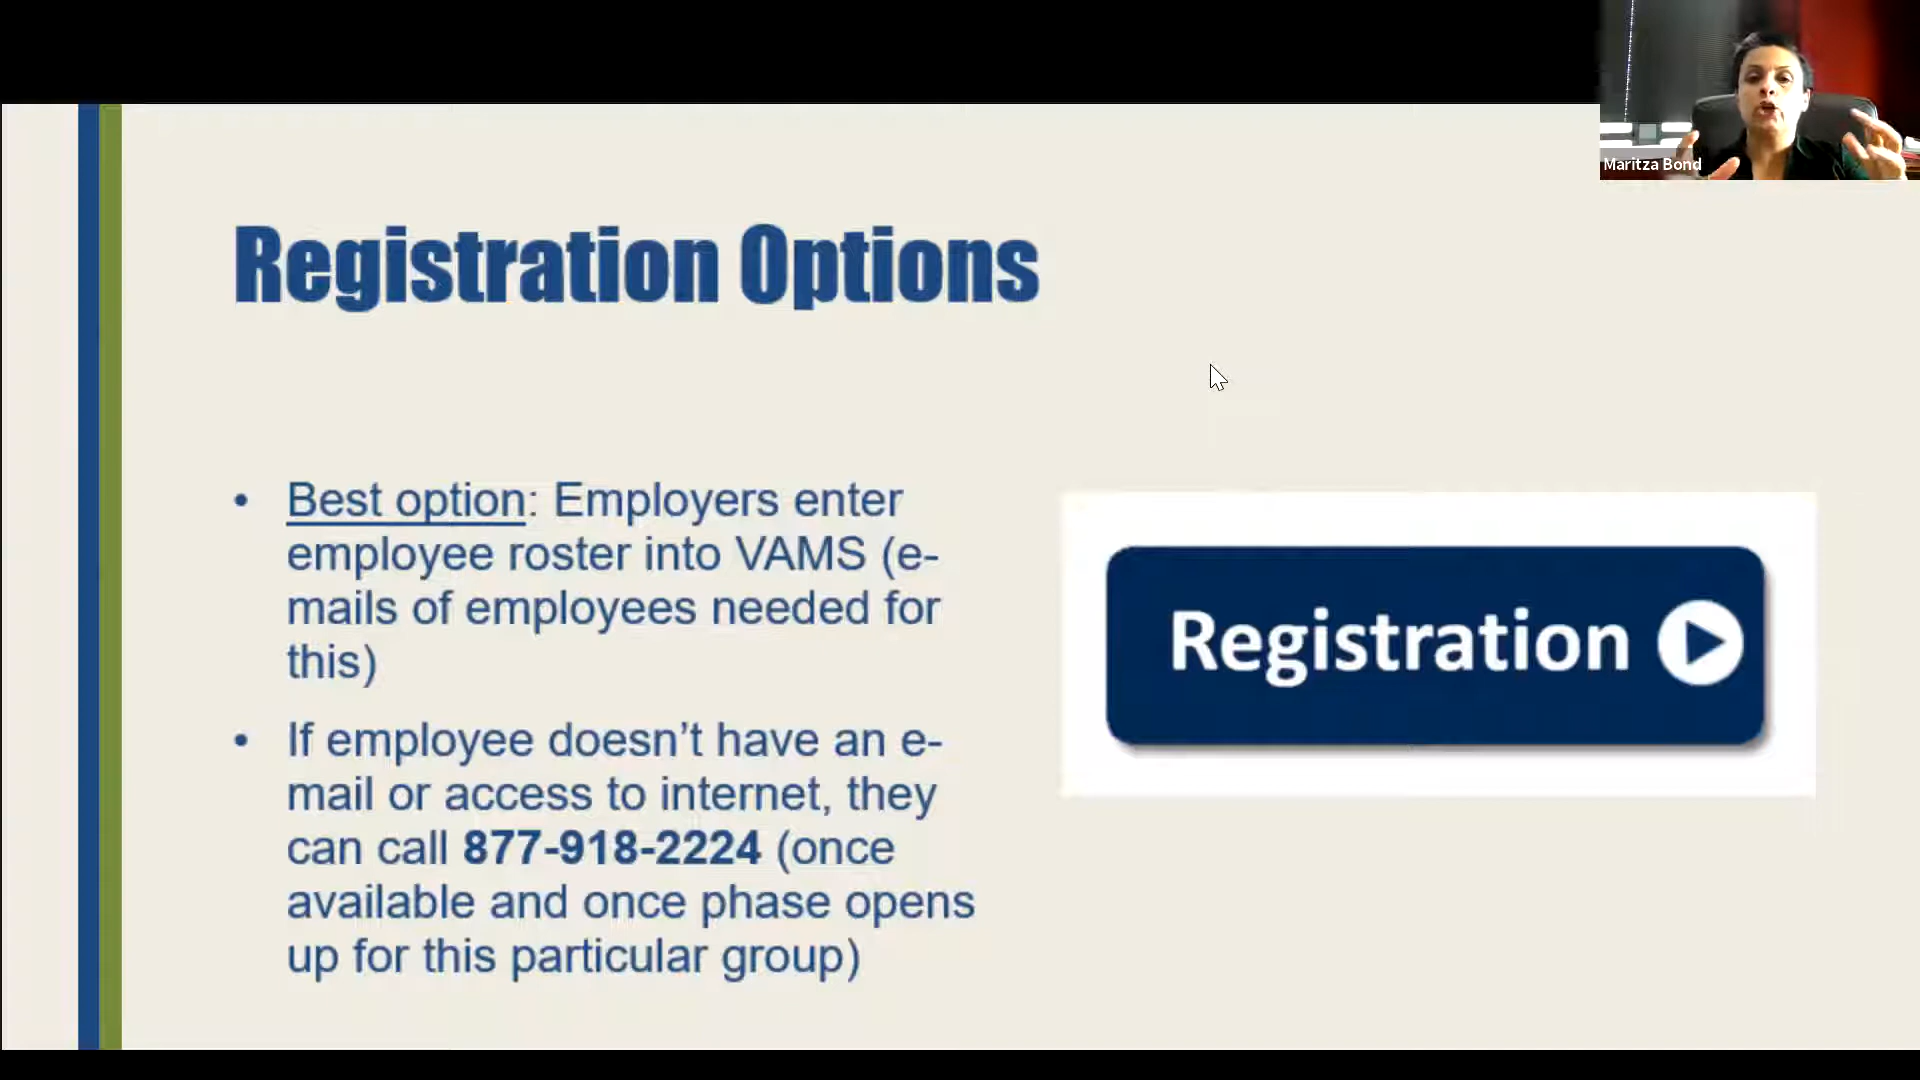 Maritza Bond
Registration Options
• Best option: Employers enter
employee roster into VAMS (e-
mails of employees needed for
this)
• If employee doesn’t have an e-
mail or access to internet, they
can call 877-918-2224 (once
available and once phase opens
up for this particular group)
Registration